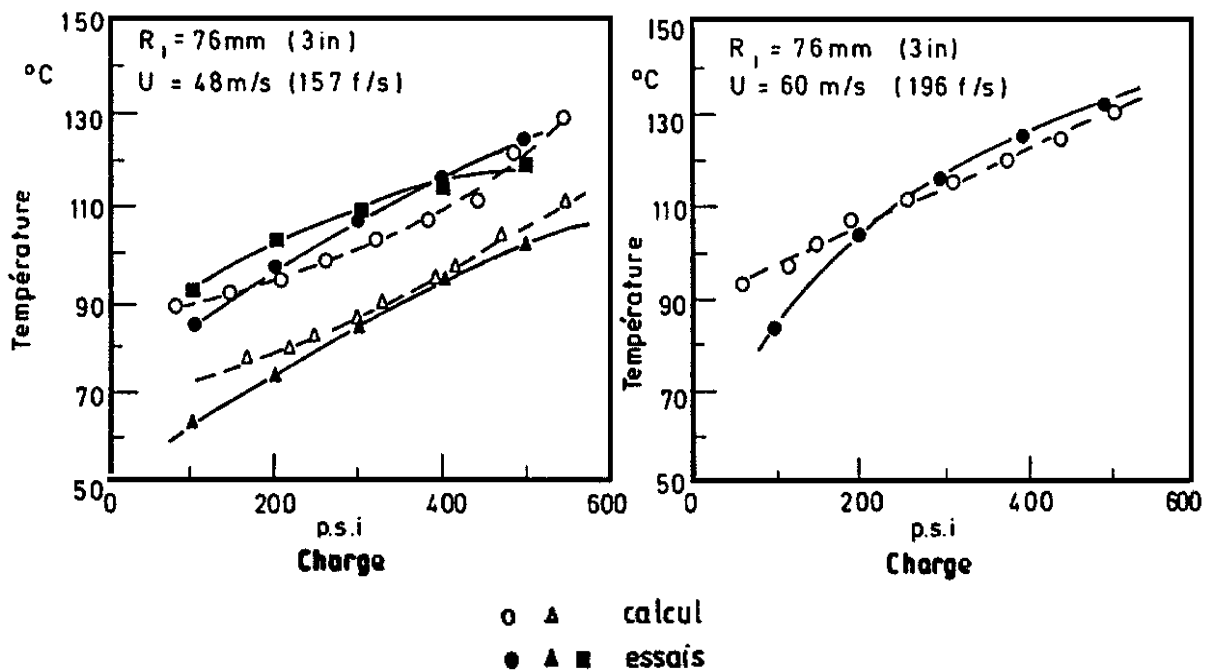 150
°C
130
110
90
70
50
Température
R₁ = 76mm (3in)
U = 48m/s (157 f/s)
0
200
400
600
p.s.i
Charge
150
°C
130
110
90
70
50
Température
R₁ = 76mm (3in)
U = 60 m/s (196 f/s)
0
200
400
600
p.s.i
Charge
calcul
essais